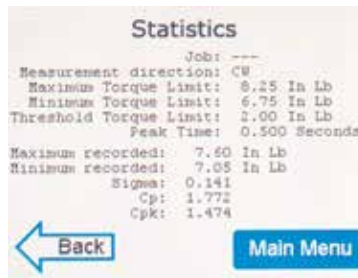 Statistics
Job: ---
Measurement direction: CW
Maximum Torque Limit: 8.25 In Lb
Minimum Torque Limit: 6.75 In Lb
Threshold Torque Limit: 2.00 In Lb
Peak Time: 0.500 Seconds
Maximum recorded: 7.60 In Lb
Minimum recorded: 7.05 In Lb
Sigma: 0.141
Cp: 1.772
Cpk: 1.474
Back
Main Menu